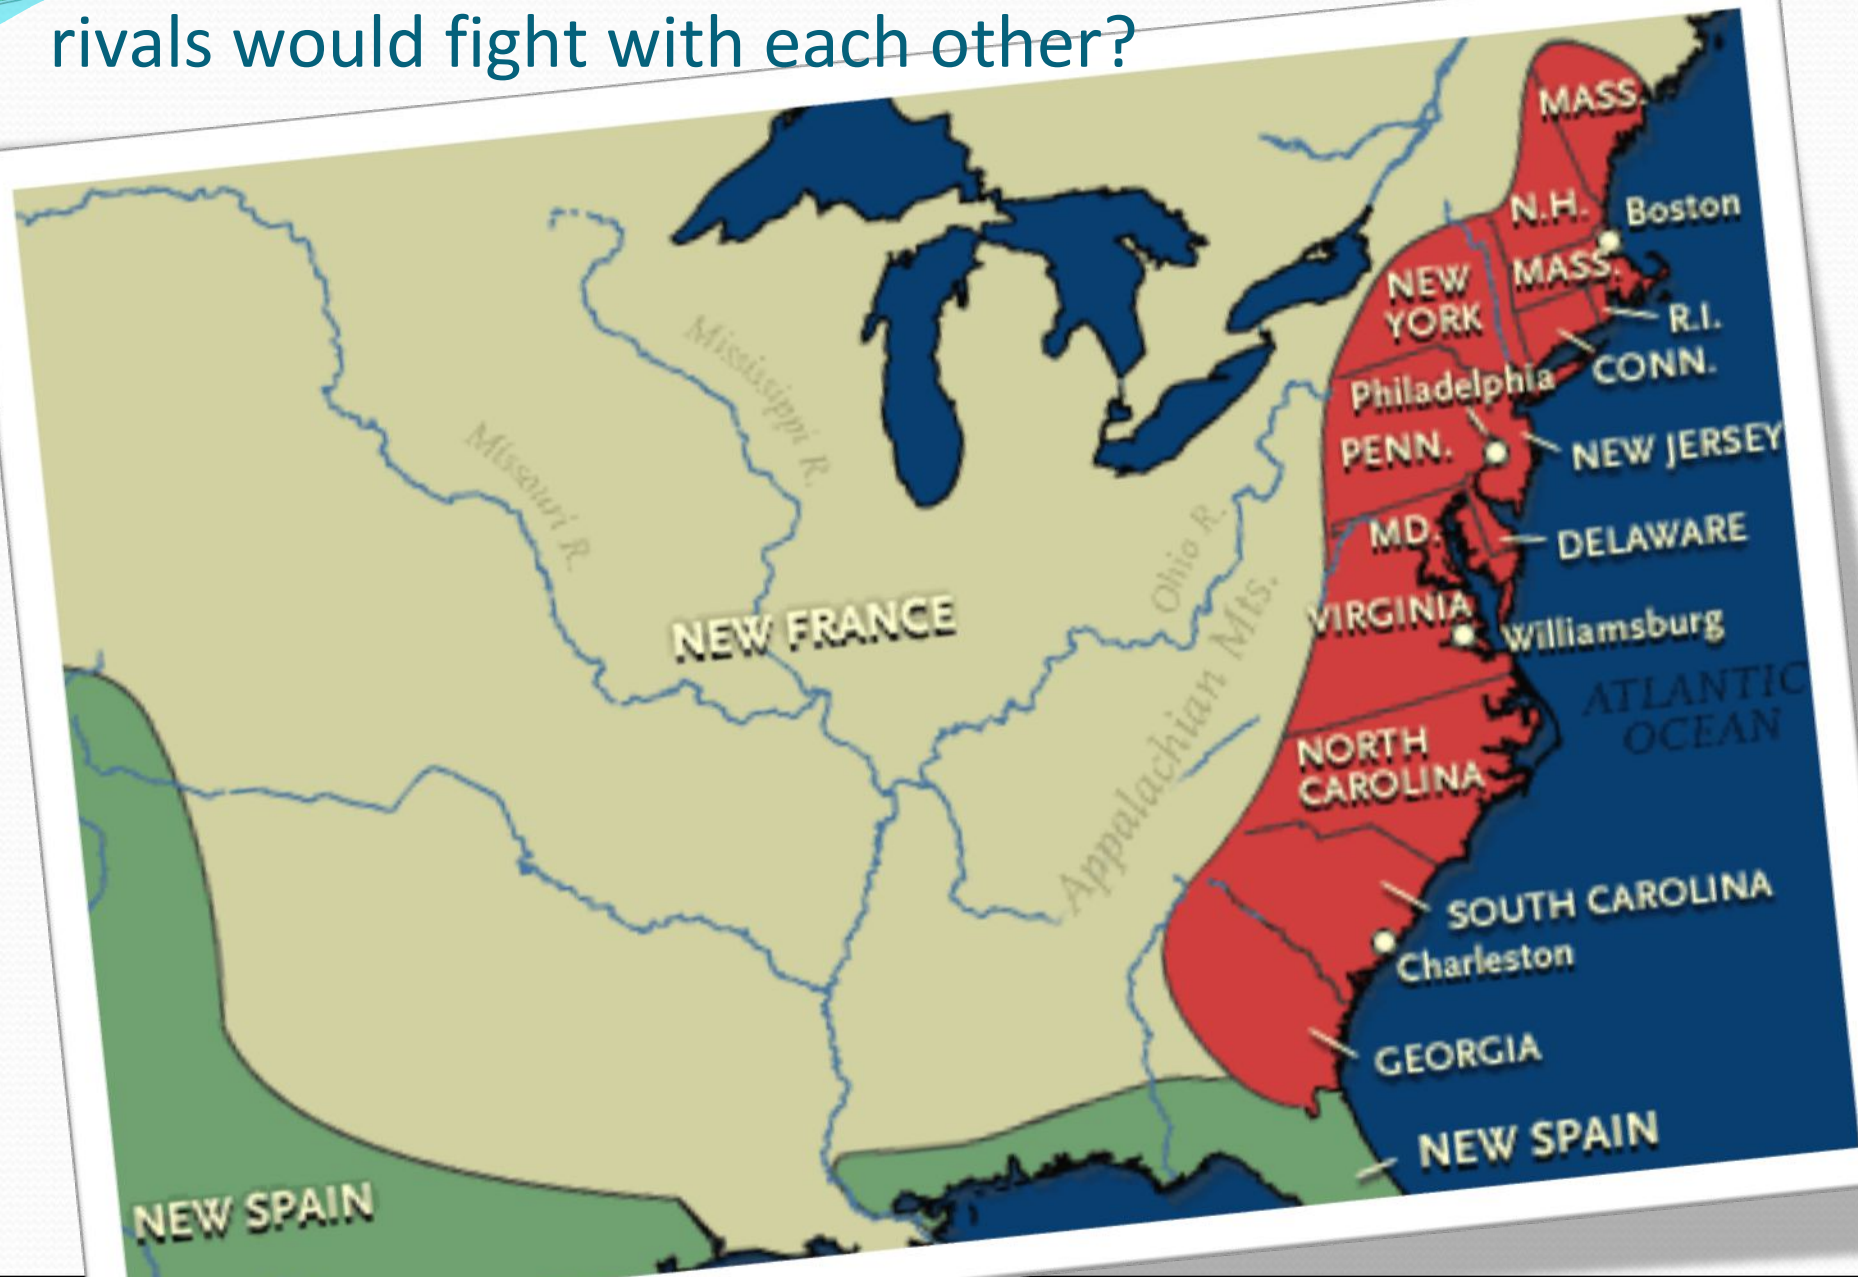 rivals would fight with each other?
MASS.
N.H.
Boston
MASS.
NEW
YORK
R.I.
CONN.
Philadelphia
PENN.
NEW JERSEY
MD.
DELAWARE
Mississippi R.
Missouri R.
Ohio R.
Appalachian Mts.
NEW FRANCE
VIRGINIA
Williamsburg
ATLANTIC
OCEAN
NORTH
CAROLINA
SOUTH CAROLINA
Charleston
GEORGIA
NEW SPAIN
NEW SPAIN